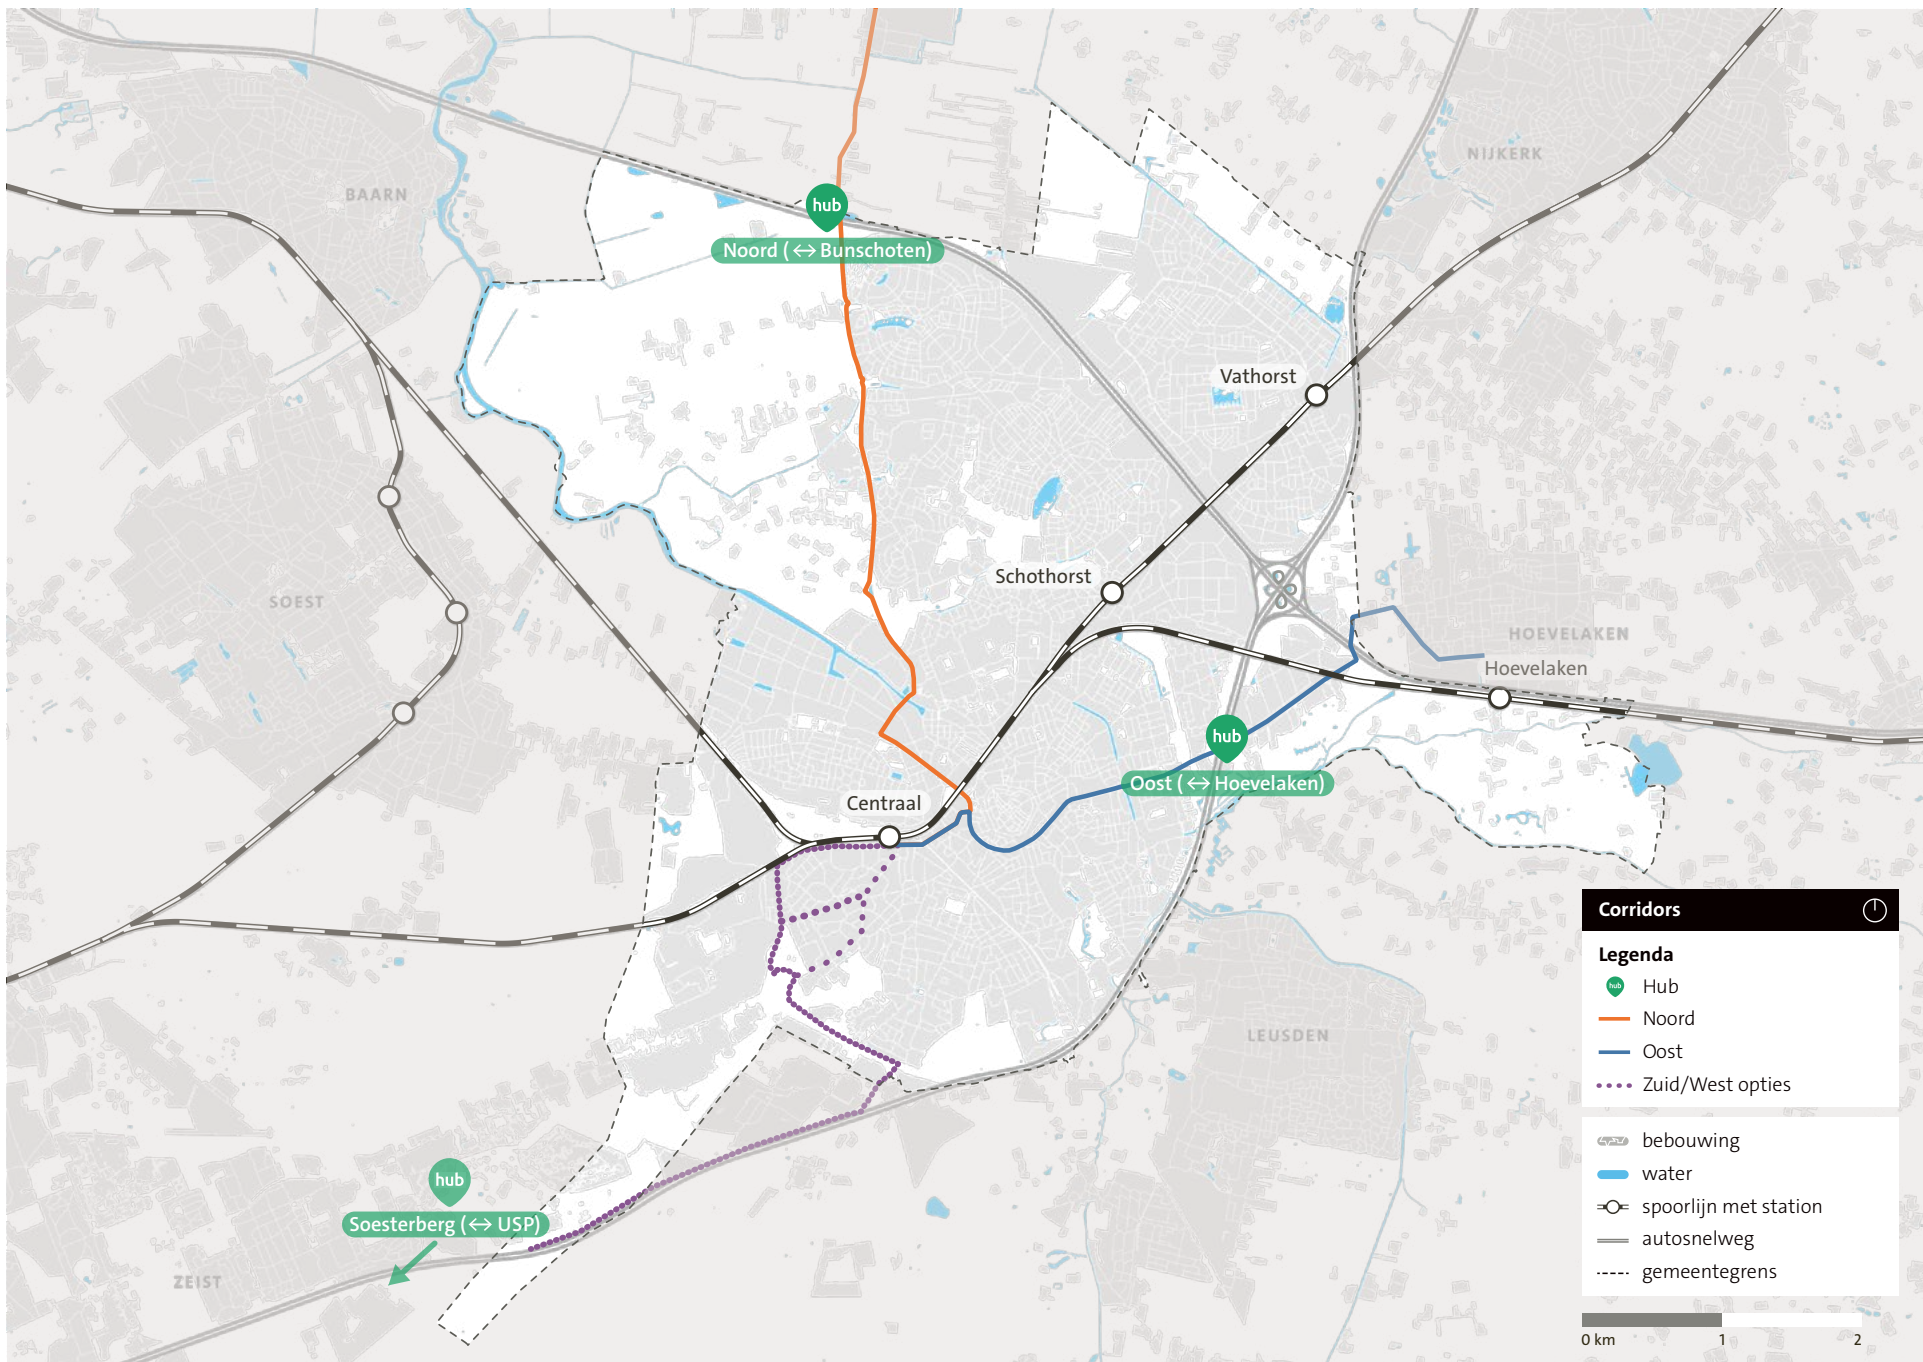 NIJKERK
BAARN
hub
Noord (↔ Bunschoten)
Vathorst
Schothorst
SOEST
HOEVELAKEN
Hoevelaken
hub
Oost (↔ Hoevelaken)
Centraal
LEUSDEN
hub
Soesterberg (↔ USP)
ZEIST
Corridors
Legenda
hub Hub
Noord
Oost
Zuid/West opties
bebouwing
water
spoorlijn met station
autosnelweg
gemeentegrens
0 km 1 2